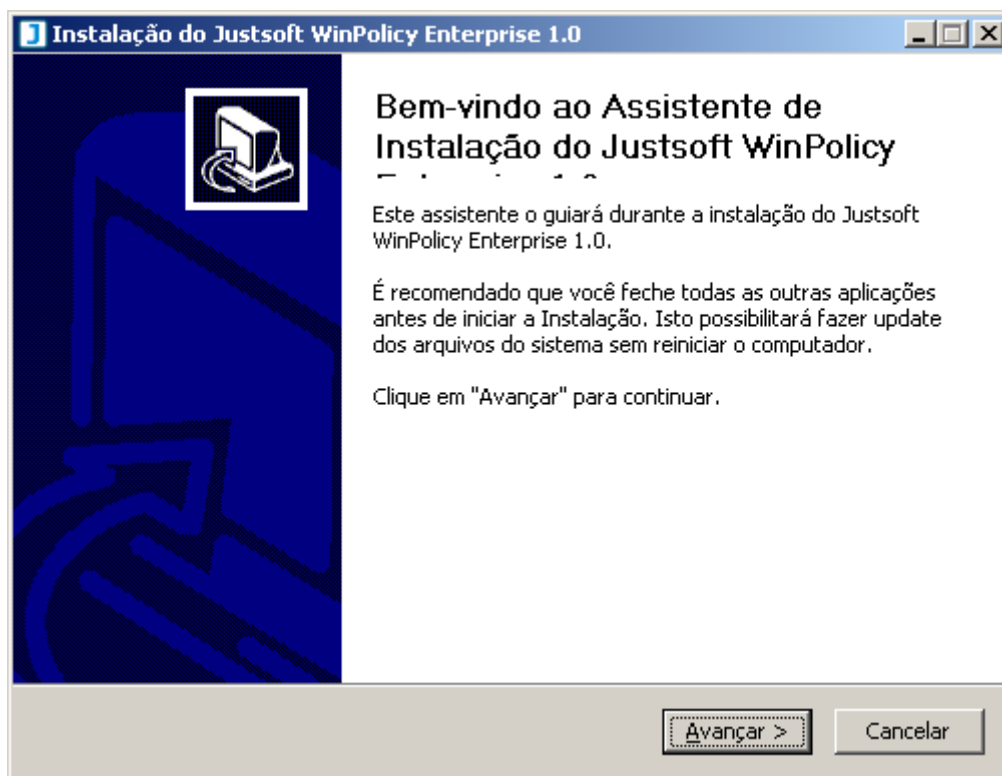 Instalação do Justsoft WinPolicy Enterprise 1.0
Bem-vindo ao Assistente de
Instalação do Justsoft WinPolicy
Este assistente o guiará durante a instalação do Justsoft
WinPolicy Enterprise 1.0.
É recomendado que você feche todas as outras aplicações
antes de iniciar a Instalação. Isto possibilitará fazer update
dos arquivos do sistema sem reiniciar o computador.
Clique em "Avançar" para continuar.
Avançar >
Cancelar